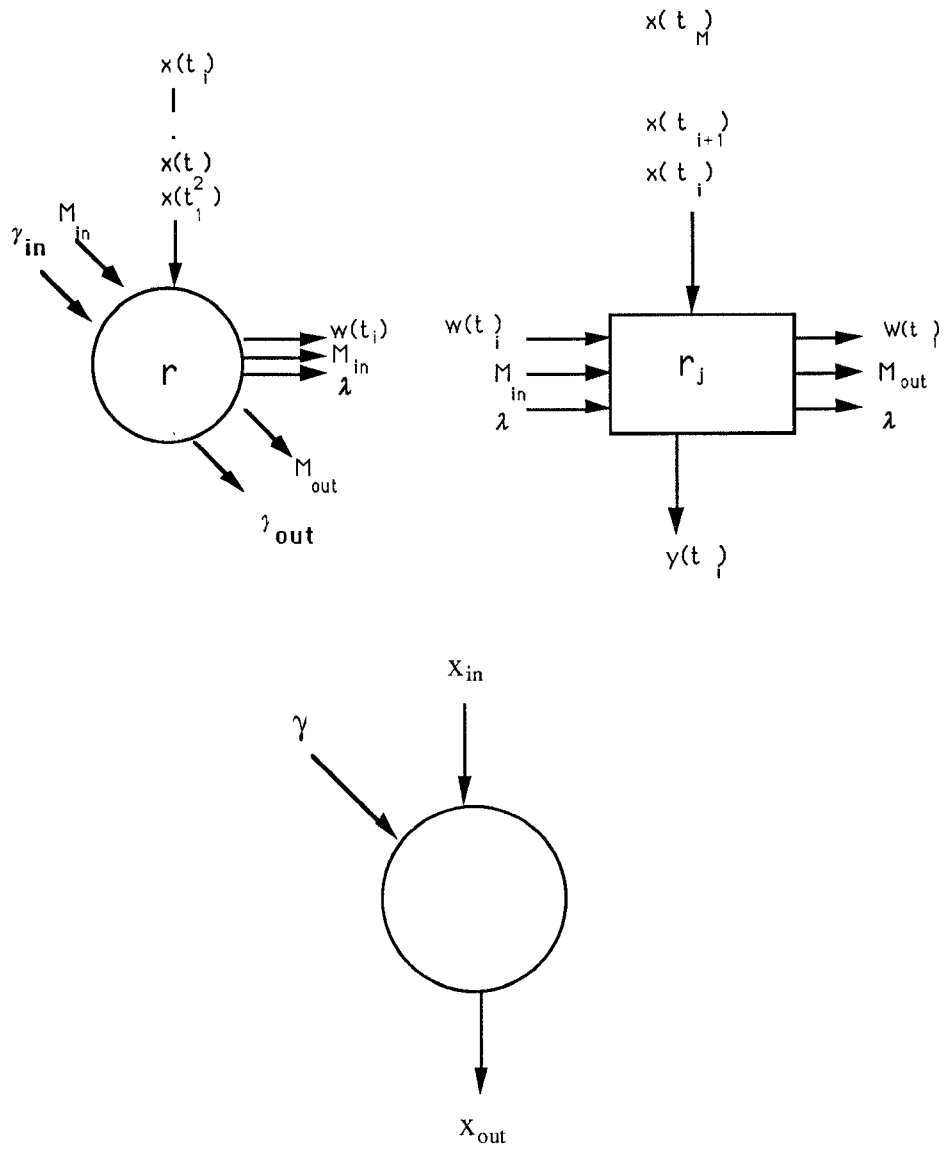 x(t_i)
x(t_2)
x(t_1)
M_in
γ_in
r
w(t_i)
M_in
λ
M_out
γ_out
x(t_M)
x(t_{i+1})
x(t_i)
w(t_i)
M_in
λ
r_j
W(t_i)
M_out
λ
y(t_i)
x_in
γ
x_out